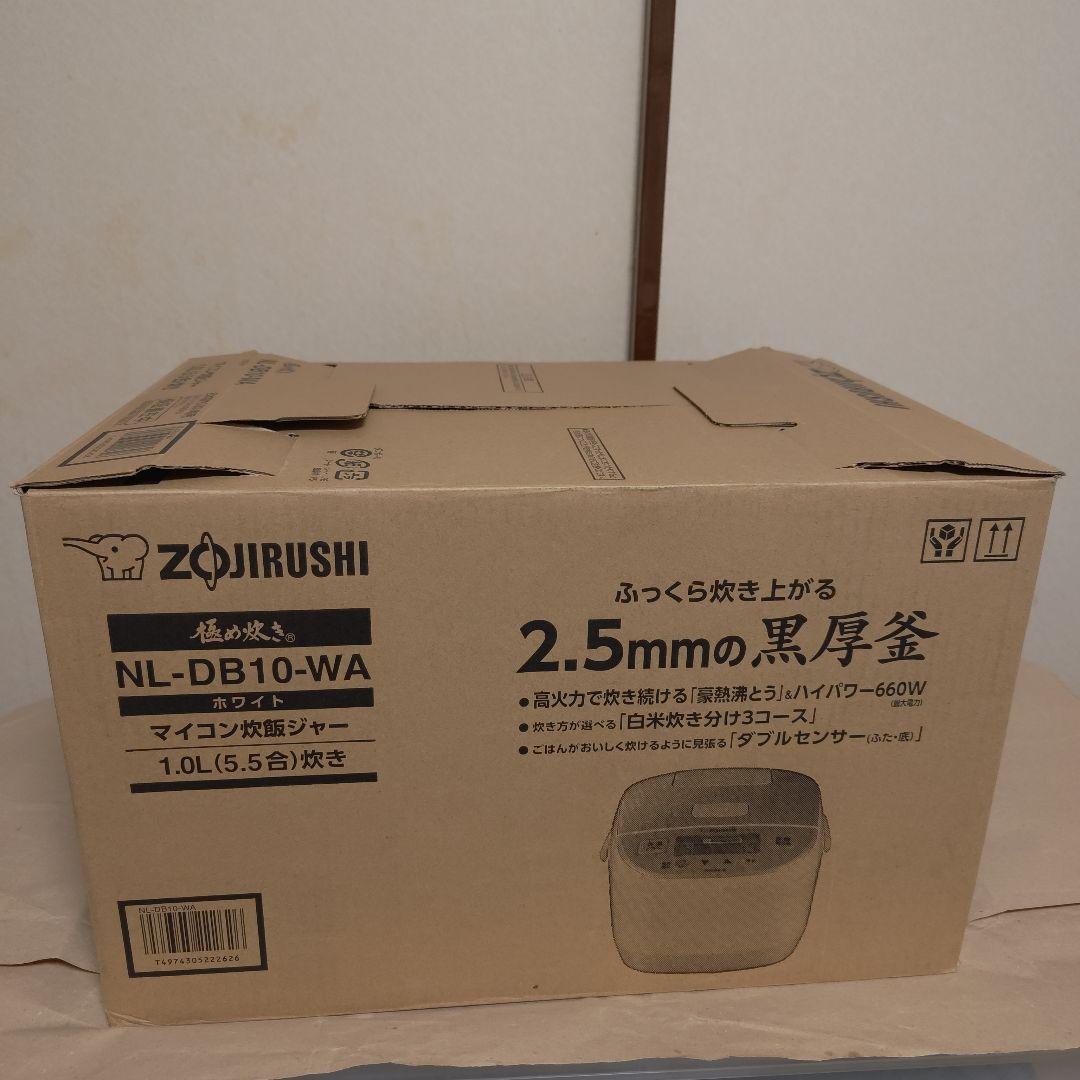 ZOJIRUSHI
極め炊き®
NL-DB10-WA
ホワイト
マイコン炊飯ジャー
1.0L(5.5合)炊き
ふっくら炊き上がる
2.5mmの黒厚釜
●高火力で炊き続ける「豪熱沸とう」&ハイパワー660W
(最大電力)
●炊き方が選べる「白米炊き分け3コース」
●ごはんがおいしく炊けるように見張る「ダブルセンサー(ふた・底)」
NL-DB10-WA
T4974305222626